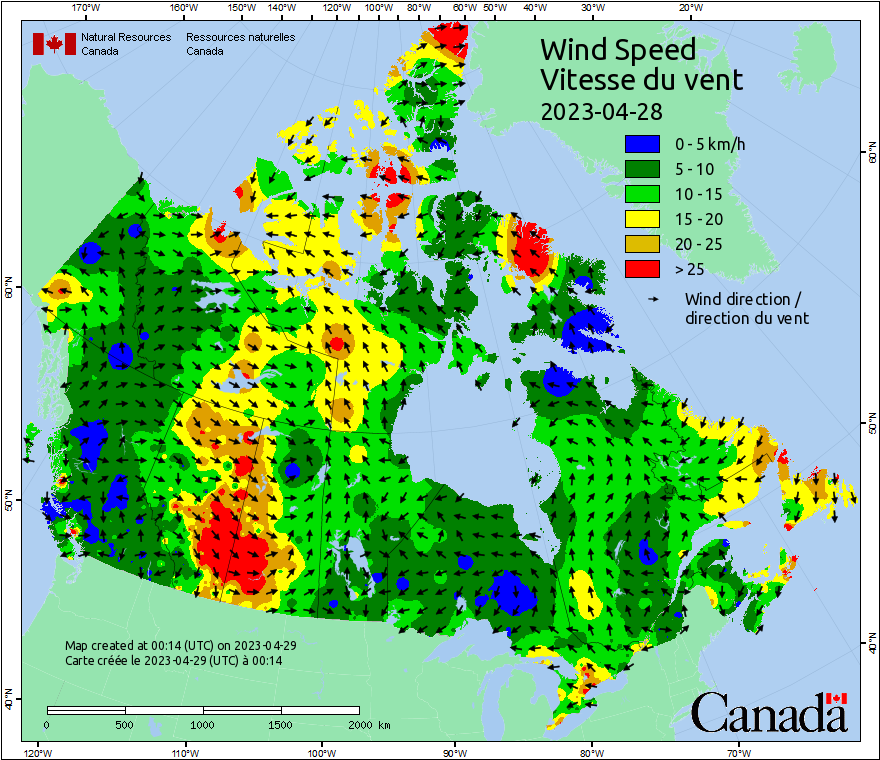 170°W 160°W 150°W 140°W 120°W 100°W 80°W 60°W 50°W 40°W 30°W 20°W
Natural Resources Ressources naturelles
Canada Canada
Wind Speed
Vitesse du vent
2023-04-28
0 - 5 km/h
5 - 10
10 - 15
15 - 20
20 - 25
> 25
Wind direction /
direction du vent
60°N
50°N
40°N
60°N
50°N
40°N
Map created at 00:14 (UTC) on 2023-04-29
Carte créée le 2023-04-29 (UTC) à 00:14
0 500 1000 1500 2000 km
Canada
120°W 110°W 100°W 90°W 80°W 70°W